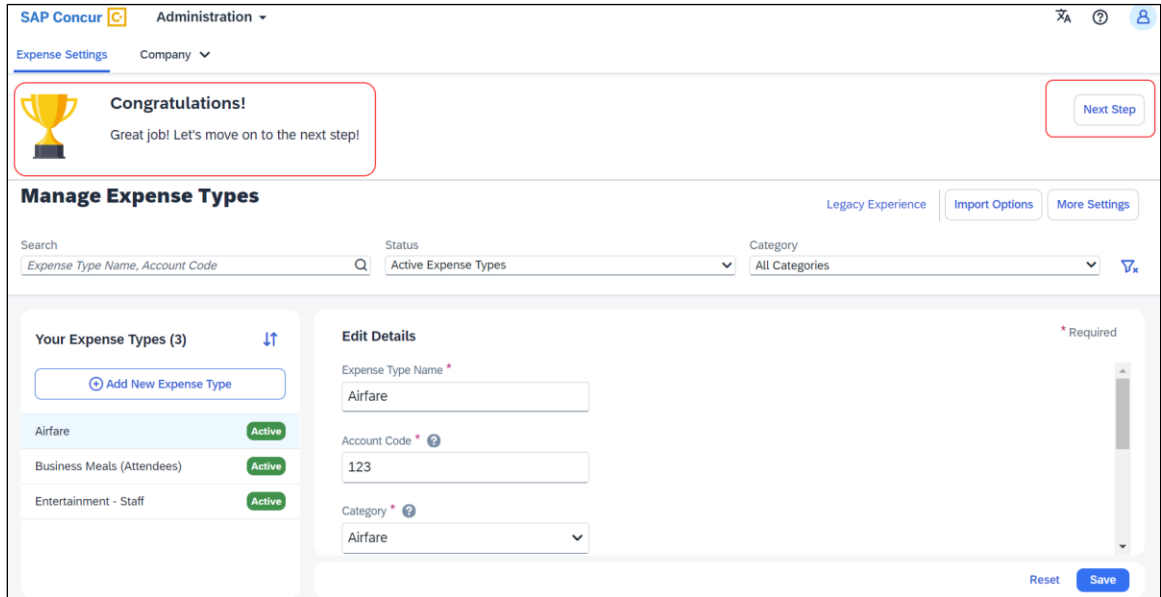 SAP Concur C Administration
Expense Settings Company
Congratulations!
Great job! Let's move on to the next step!
Next Step
Manage Expense Types
Legacy Experience Import Options More Settings
Search Status Category
Expense Type Name, Account Code Active Expense Types All Categories
Your Expense Types (3)
Add New Expense Type
Airfare Active
Business Meals (Attendees) Active
Entertainment - Staff Active
Edit Details * Required
Expense Type Name *
Airfare
Account Code * ?
123
Category * ?
Airfare
Reset Save